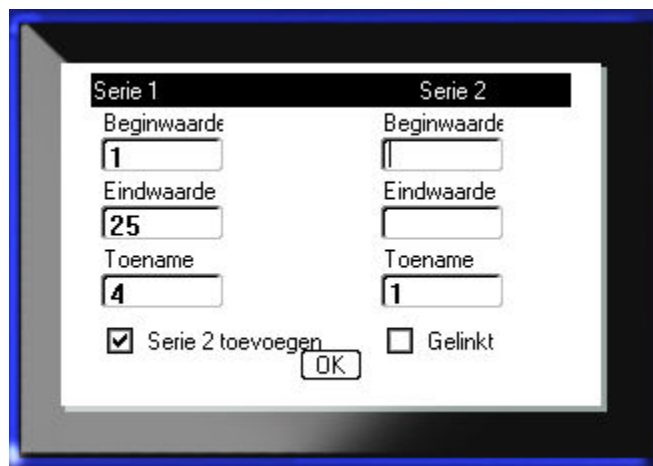 Serie 1 Serie 2
Beginwaarde Beginwaarde
1
Eindwaarde Eindwaarde
25
Toename Toename
4 1
Serie 2 toevoegen Gelinkt
OK